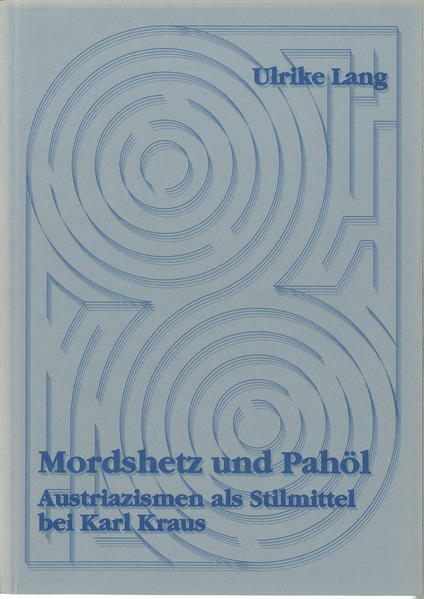 Ulrike Lang
Mordshetz und Pahöl
Austriazismen als Stilmittel
bei Karl Kraus